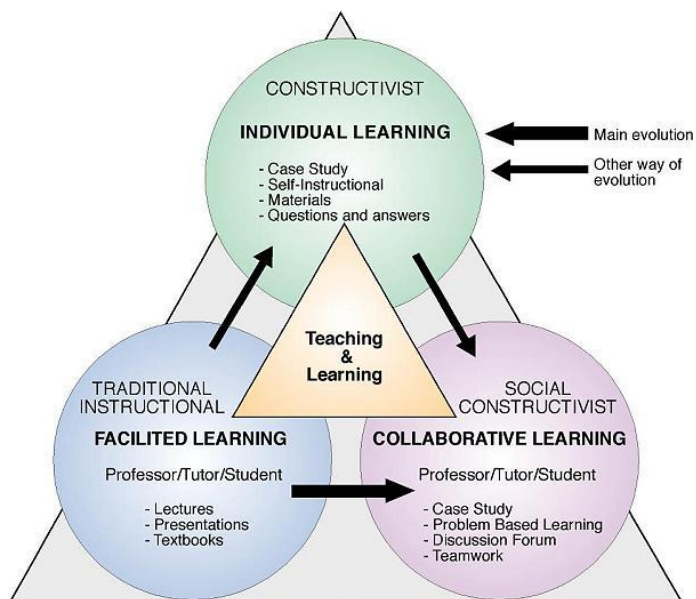 CONSTRUCTIVIST
INDIVIDUAL LEARNING
- Case Study
- Self-Instructional
- Materials
- Questions and answers
Main evolution
Other way of
evolution
Teaching
&
Learning
TRADITIONAL
INSTRUCTIONAL
FACILITED LEARNING
Professor/Tutor/Student
- Lectures
- Presentations
- Textbooks
SOCIAL
CONSTRUCTIVIST
COLLABORATIVE LEARNING
Professor/Tutor/Student
- Case Study
- Problem Based Learning
- Discussion Forum
- Teamwork